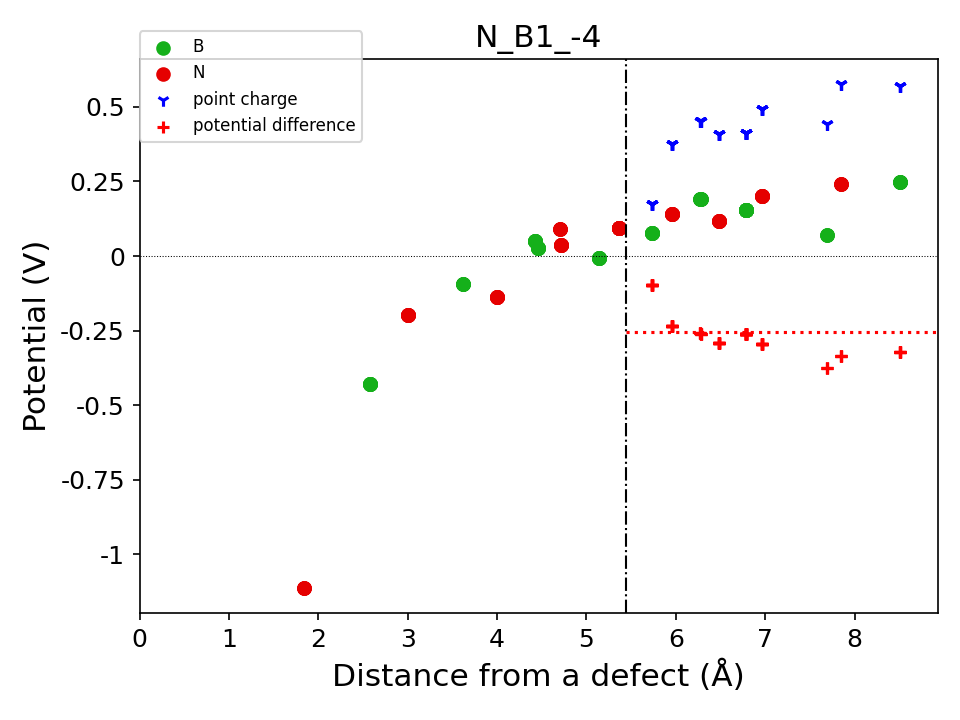 N_B1_-4
B
N
point charge
potential difference
0.5
0.25
0
-0.25
-0.5
-0.75
-1
Potential (V)
0 1 2 3 4 5 6 7 8
Distance from a defect (Å)